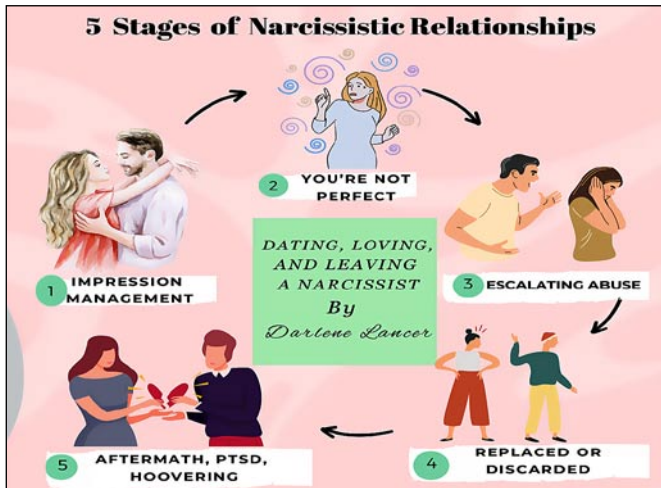 5 Stages of Narcissistic Relationships
1
IMPRESSION
MANAGEMENT
2
YOU'RE NOT
PERFECT
3
ESCALATING ABUSE
4
REPLACED OR
DISCARDED
5
AFTERMATH, PTSD,
HOOVERING
DATING, LOVING,
AND LEAVING
A NARCISSIST
By
Darlene Lancer